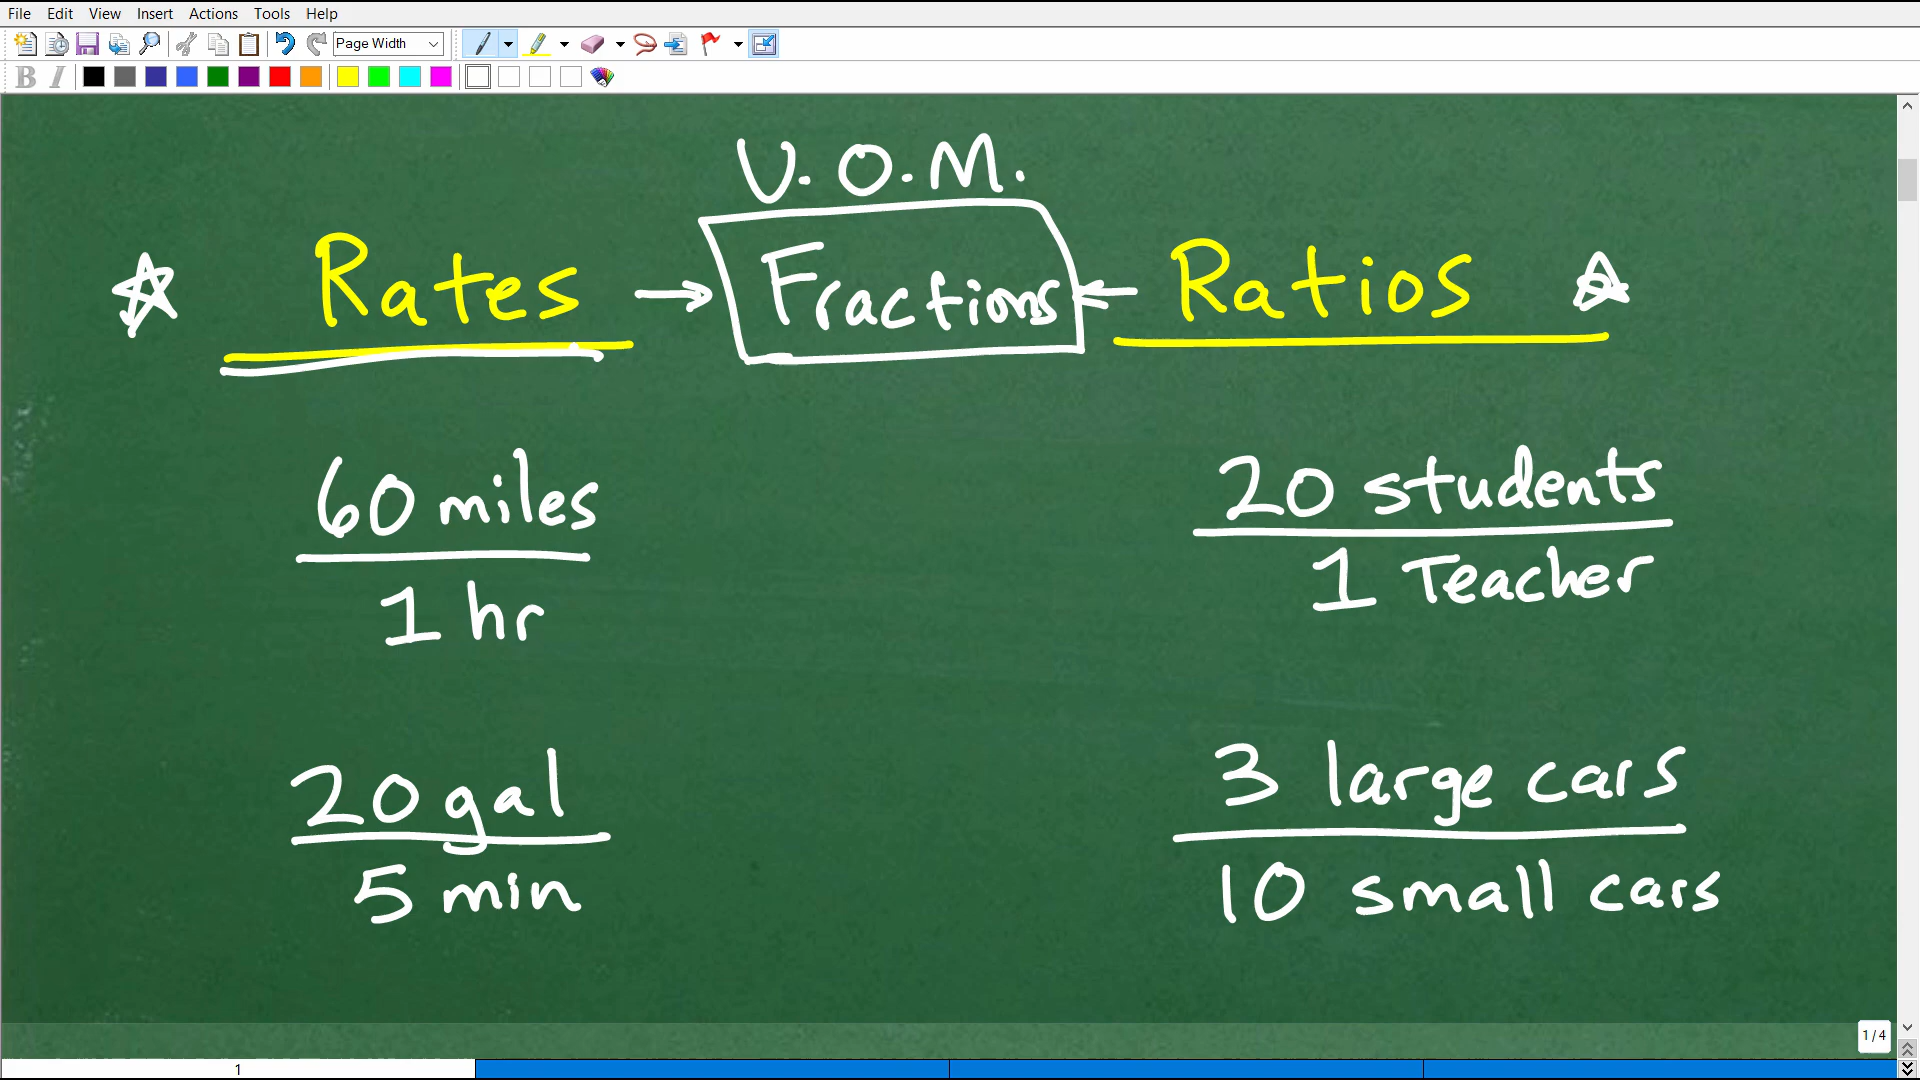 File Edit View Insert Actions Tools Help
Page Width
B I
U.O.M.
Rates → Fractions ← Ratios
60 miles
1 hr
20 students
1 Teacher
20 gal
5 min
3 large cars
10 small cars
1 / 4
1